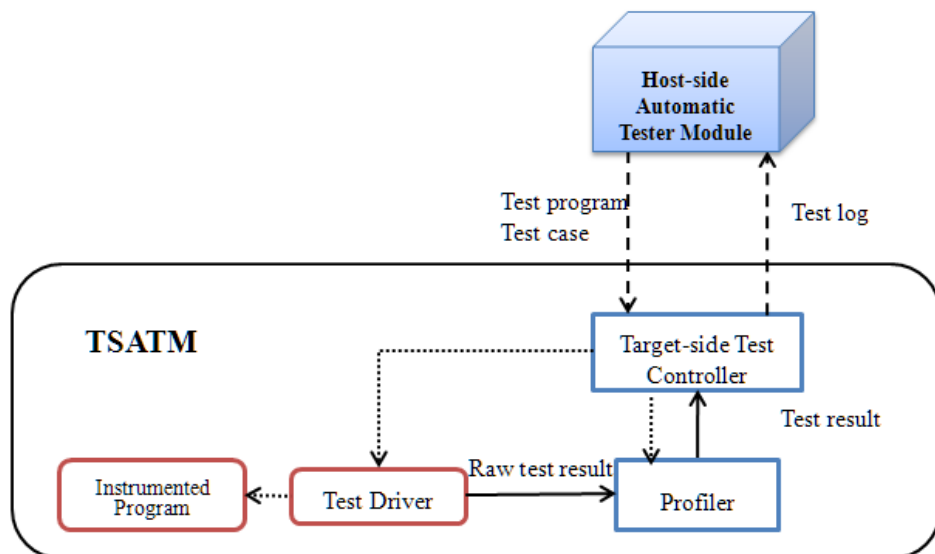 Host-side
Automatic
Tester Module
Test program
Test case
Test log
TSATM
Target-side Test
Controller
Test result
Raw test result
Instrumented
Program
Test Driver
Profiler